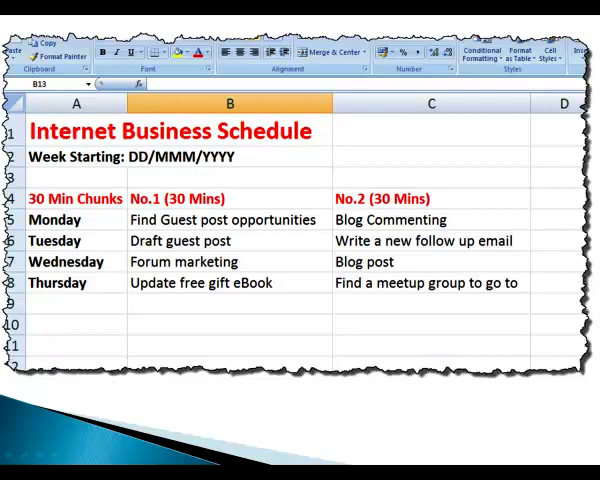 Paste Copy
Format Painter
B I U A Merge & Center % Conditional Formatting Format as Table Cell Styles
Clipboard Font Alignment Number Styles
B13 fx
A B C D
1 Internet Business Schedule
2 Week Starting: DD/MMM/YYYY
3
4 30 Min Chunks No.1 (30 Mins) No.2 (30 Mins)
5 Monday Find Guest post opportunities Blog Commenting
6 Tuesday Draft guest post Write a new follow up email
7 Wednesday Forum marketing Blog post
8 Thursday Update free gift eBook Find a meetup group to go to
9
10
11